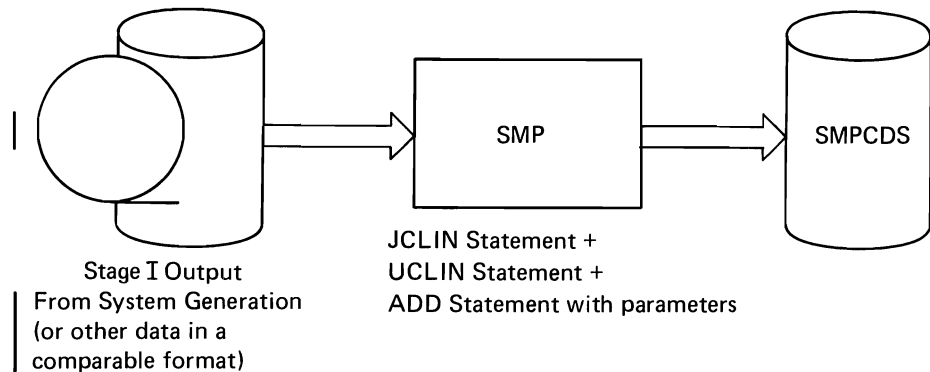 SMP
SMPCDS
JCLIN Statement +
UCLIN Statement +
ADD Statement with parameters
Stage I Output
From System Generation
(or other data in a
comparable format)